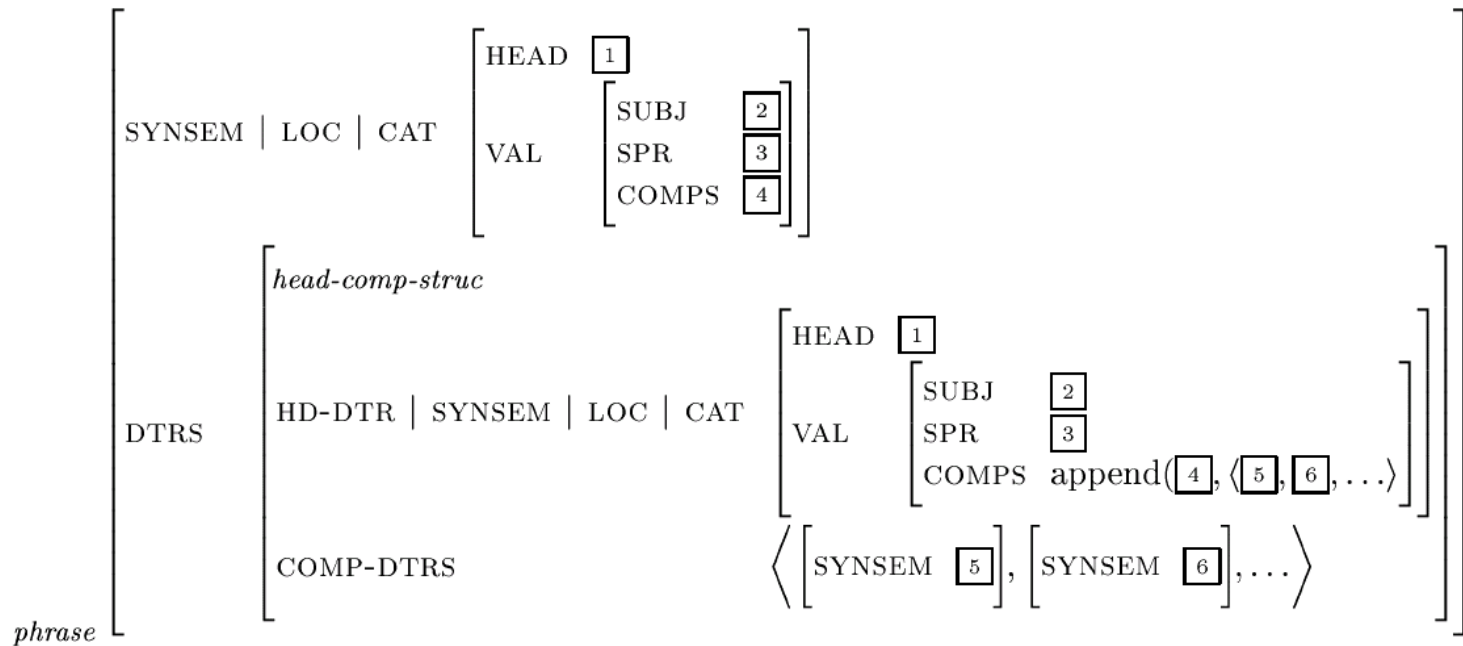 HEAD 1
SUBJ 2
SYNSEM | LOC | CAT VAL SPR 3
COMPS 4
head-comp-struc
HEAD 1
SUBJ 2
HD-DTR | SYNSEM | LOC | CAT
DTRS VAL SPR 3
COMPS append(4, ⟨5, 6, ...⟩
COMP-DTRS ⟨[SYNSEM 5], [SYNSEM 6], ...⟩
phrase